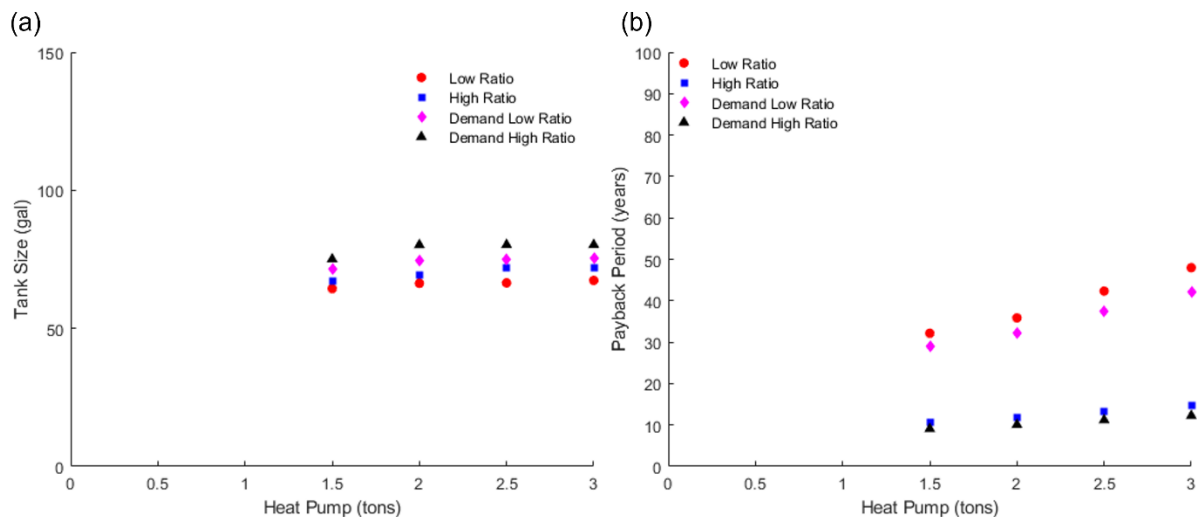 (a)
150
100
50
0
Tank Size (gal)
Low Ratio
High Ratio
Demand Low Ratio
Demand High Ratio
0 0.5 1 1.5 2 2.5 3
Heat Pump (tons)
(b)
100
90
80
70
60
50
40
30
20
10
0
Payback Period (years)
Low Ratio
High Ratio
Demand Low Ratio
Demand High Ratio
0 0.5 1 1.5 2 2.5 3
Heat Pump (tons)